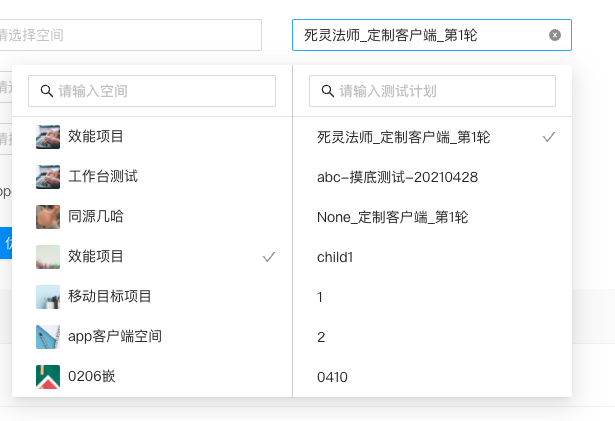 请选择空间
死灵法师_定制客户端_第1轮
请输入空间
请输入测试计划
效能项目
工作台测试
同源几哈
效能项目
移动目标项目
app客户端空间
0206嵌
死灵法师_定制客户端_第1轮
abc-摸底测试-20210428
None_定制客户端_第1轮
child1
1
2
0410